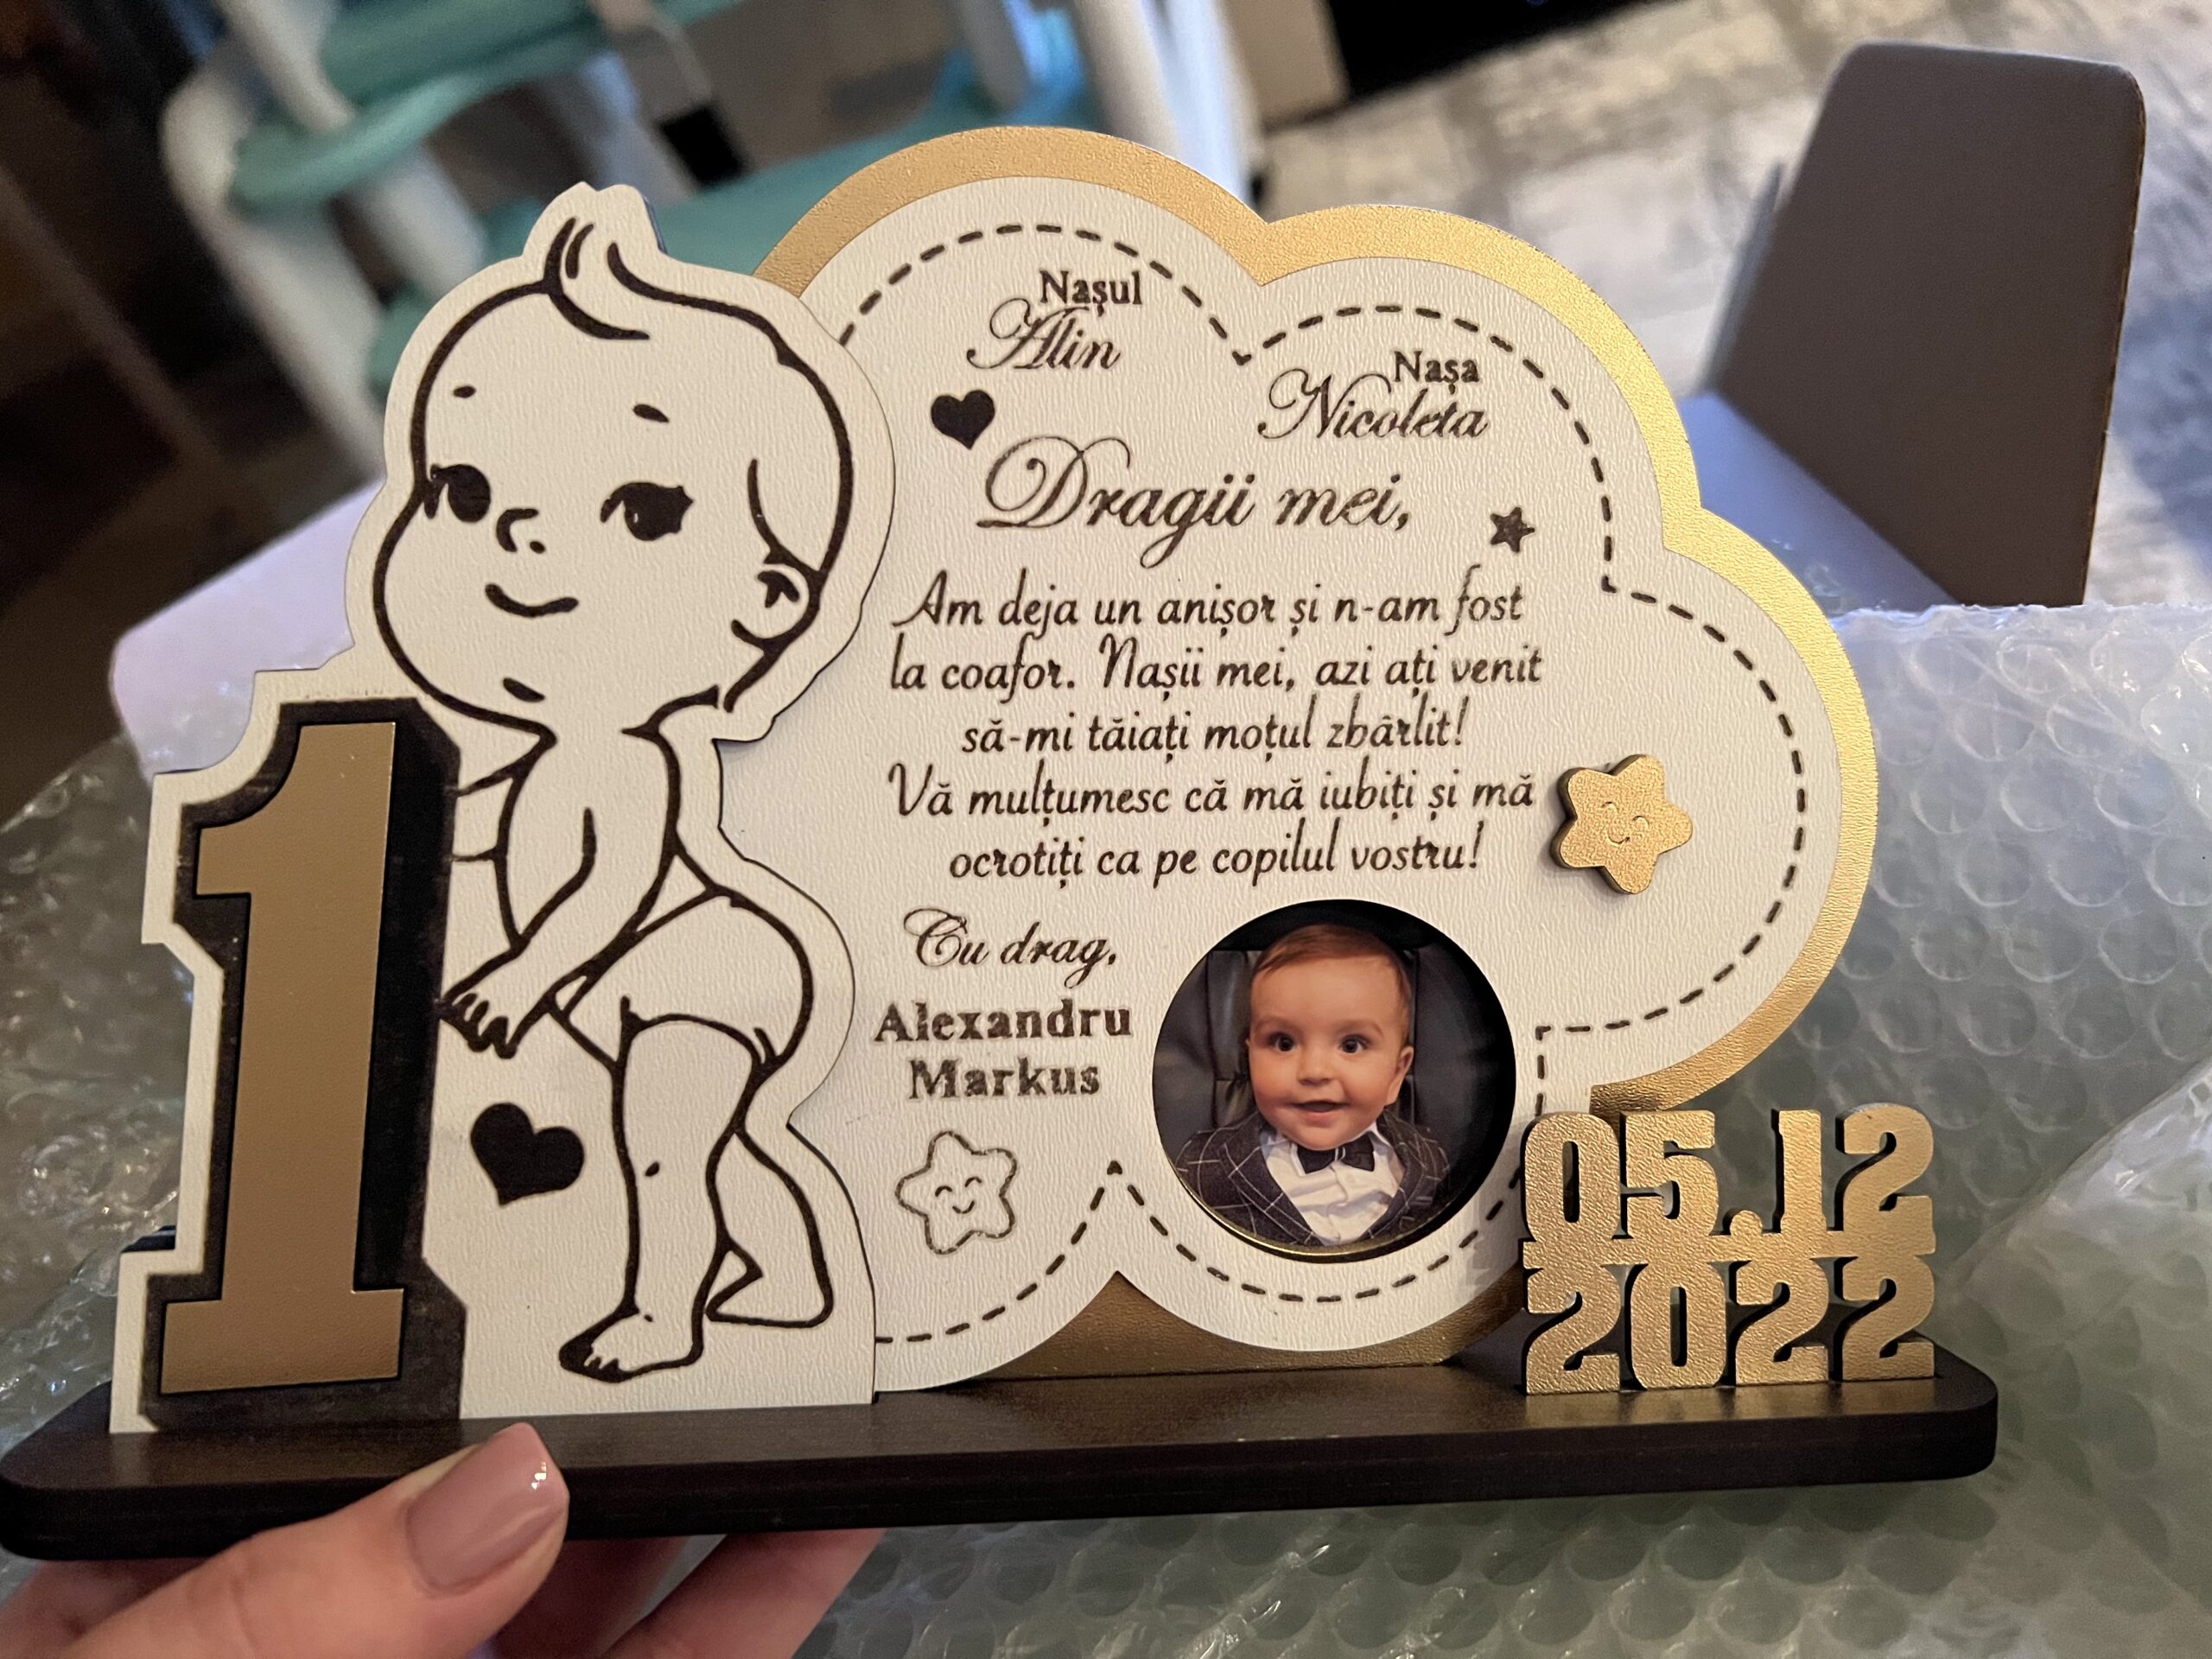 Nașul
Alin
Nașa
Nicoleta
Dragii mei,
Am deja un anișor și n-am fost
la coafor. Nașii mei, azi ați venit
să-mi tăiați moțul zbârlit!
Vă mulțumesc că mă iubiți și mă
ocrotiți ca pe copilul vostru!
Cu drag,
Alexandru
Markus
1
05.12
2022